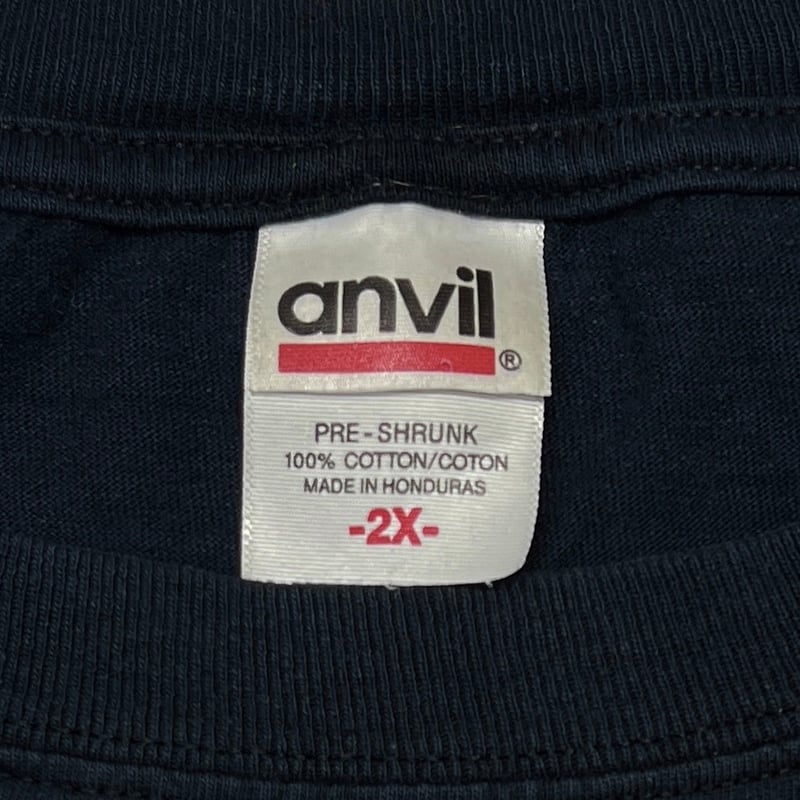 anvil
®
PRE-SHRUNK
100% COTTON/COTON
MADE IN HONDURAS
-2X-